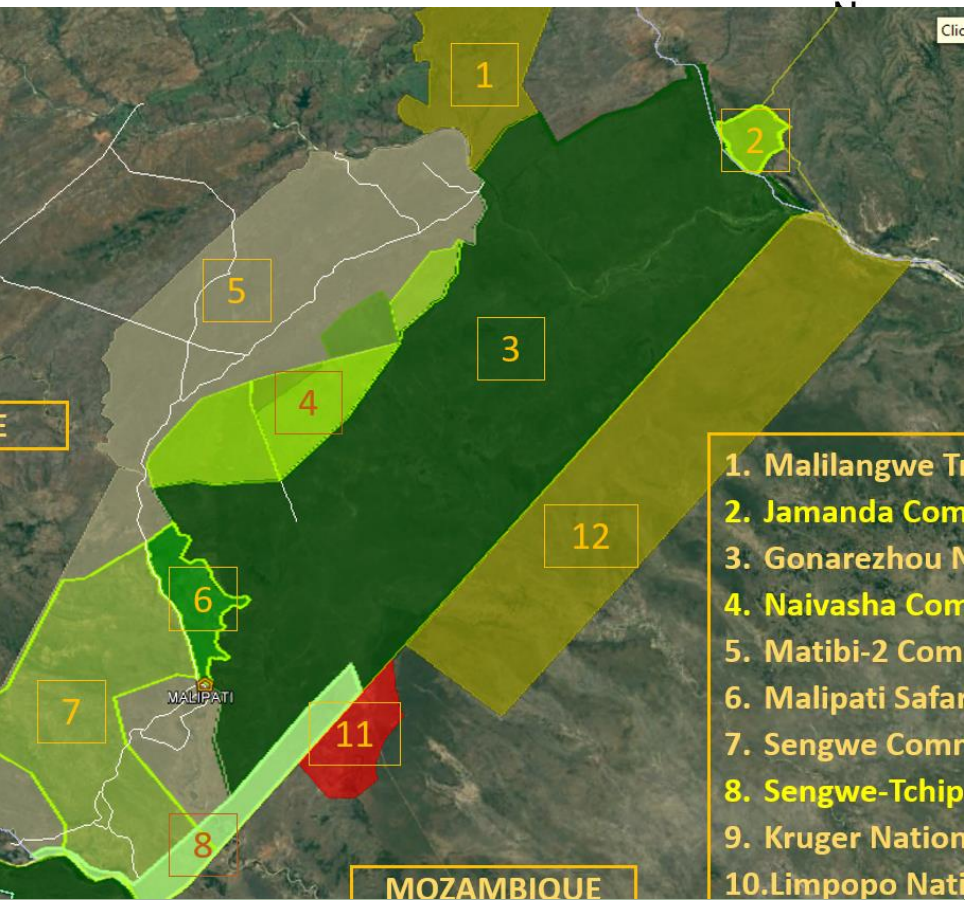 Clic
1
2
5
3
4
E
12
6
MALIPATI
7
11
8
MOZAMBIQUE
1. Malilangwe Tr
2. Jamanda Com
3. Gonarezhou N
4. Naivasha Com
5. Matibi-2 Com
6. Malipati Safar
7. Sengwe Comm
8. Sengwe-Tchip
9. Kruger Nation
10.Limpopo Nati